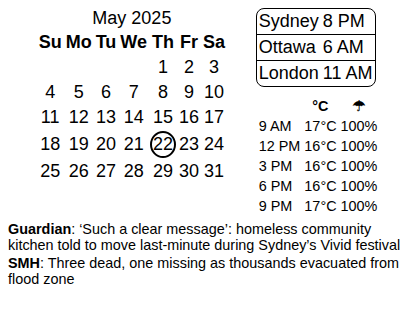 May 2025
Su Mo Tu We Th Fr Sa
1 2 3
4 5 6 7 8 9 10
11 12 13 14 15 16 17
18 19 20 21 22 23 24
25 26 27 28 29 30 31
Sydney 8 PM
Ottawa 6 AM
London 11 AM
°C ☂
9 AM 17°C 100%
12 PM 16°C 100%
3 PM 16°C 100%
6 PM 16°C 100%
9 PM 17°C 100%
Guardian: ‘Such a clear message’: homeless community
kitchen told to move last-minute during Sydney's Vivid festival
SMH: Three dead, one missing as thousands evacuated from
flood zone